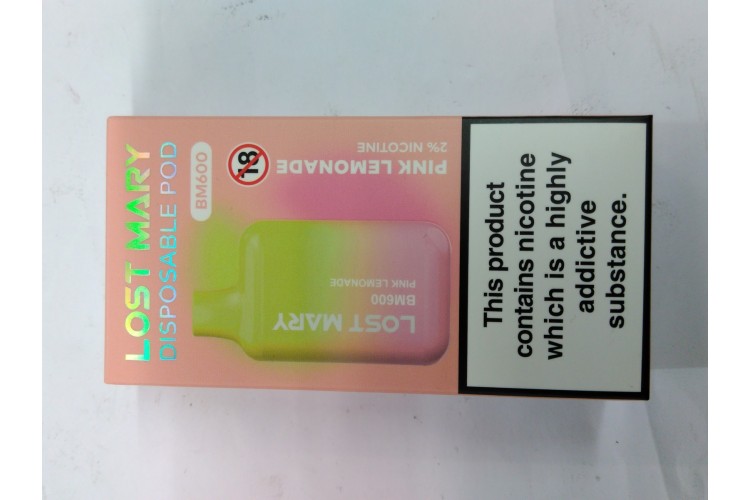 LOST MARY
DISPOSABLE POD
BM600
18
PINK LEMONADE
2% NICOTINE
LOST MARY
BM600
PINK LEMONADE
This product
contains nicotine
which is a highly
addictive
substance.